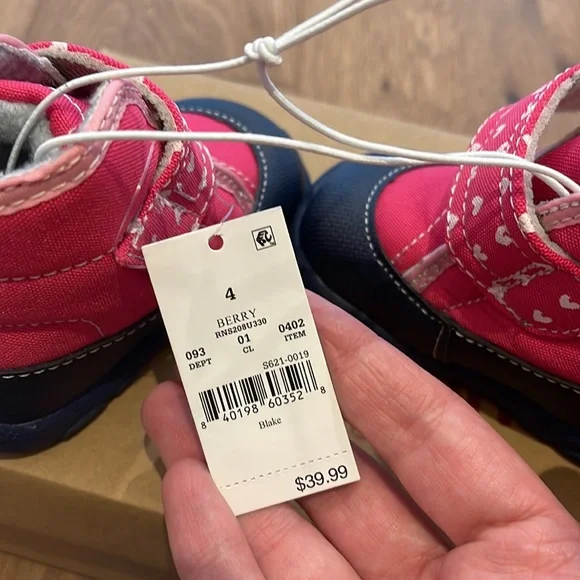 4
BERRY
RNS208U330
093 01 0402
DEPT CL ITEM
S621-0019
8 40198 60352 8
Blake
$39.99